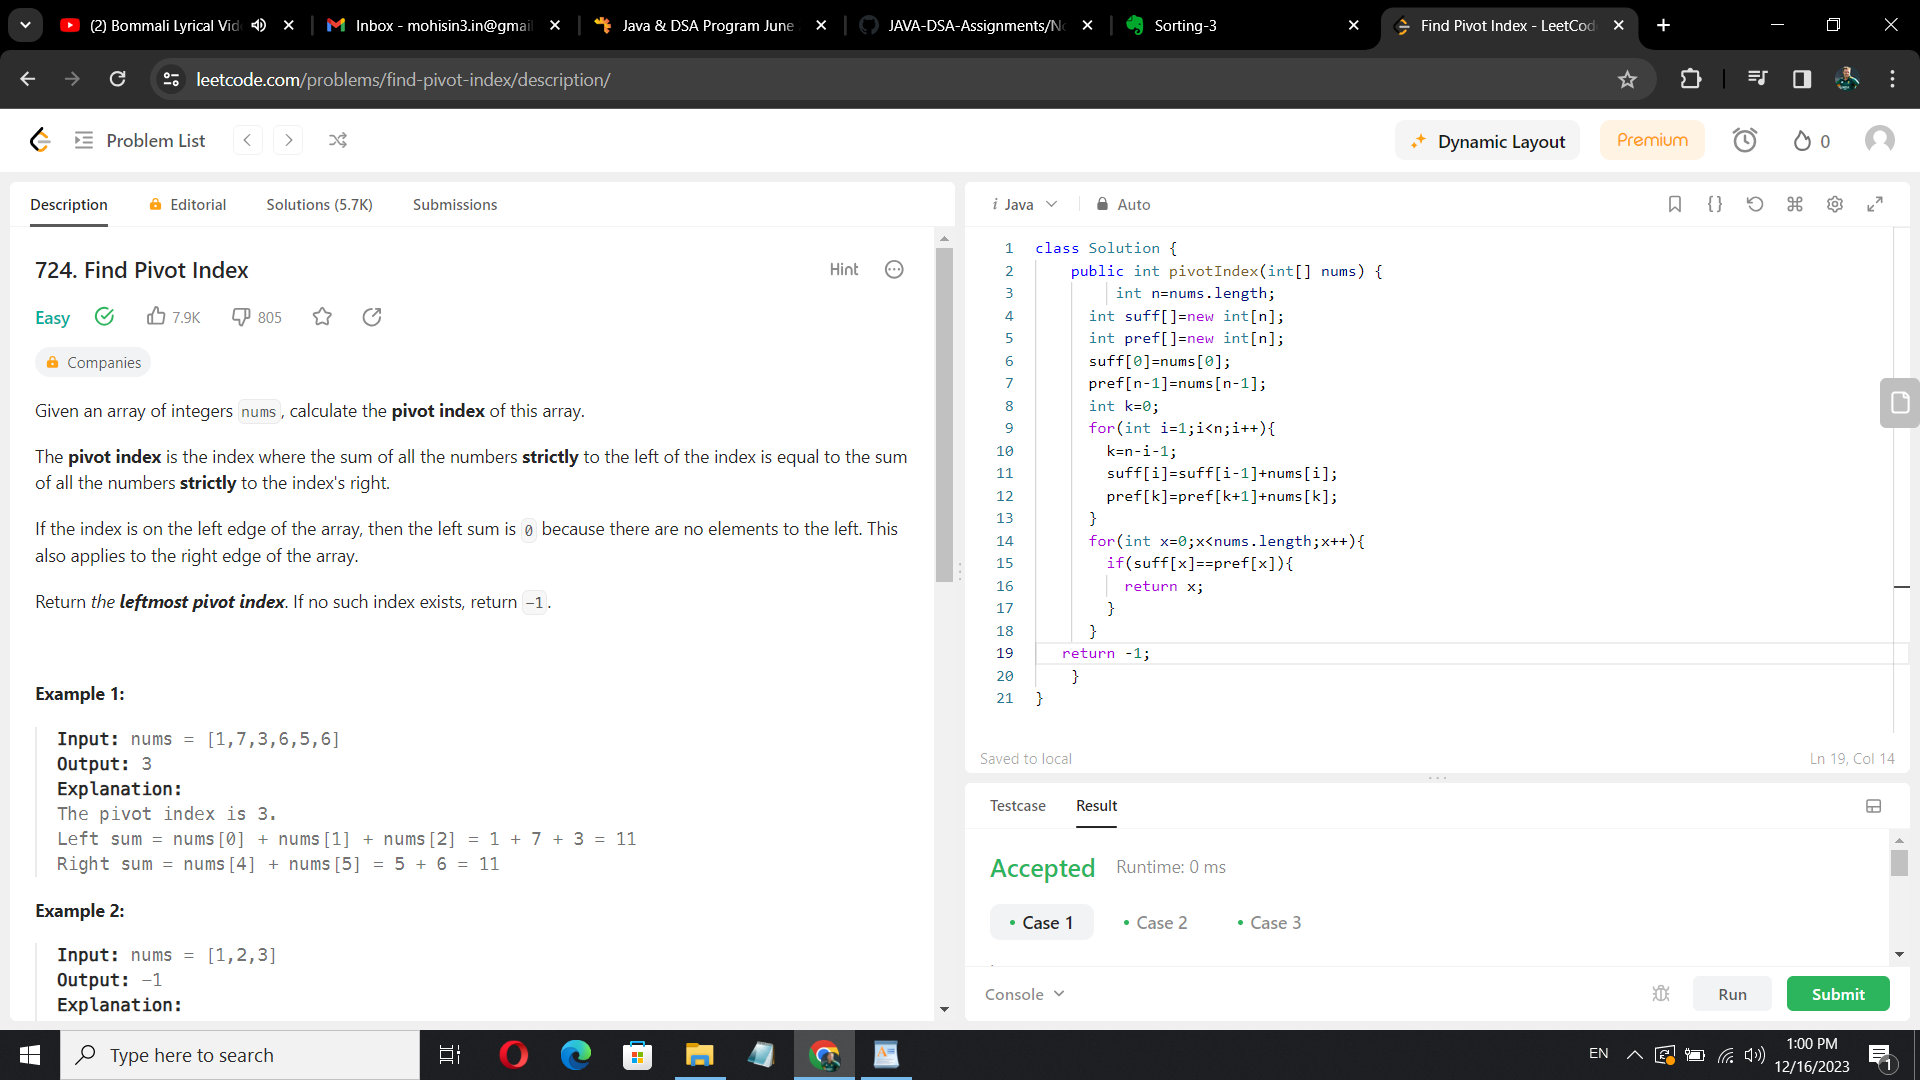 (2) Bommali Lyrical Vid
Inbox - mohisin3.in@gmail
Java & DSA Program June
JAVA-DSA-Assignments/No
Sorting-3
Find Pivot Index - LeetCod
leetcode.com/problems/find-pivot-index/description/
Problem List
Dynamic Layout
Premium
0
Description
Editorial
Solutions (5.7K)
Submissions
724. Find Pivot Index
Hint
Easy
7.9K
805
Companies
Given an array of integers nums, calculate the pivot index of this array.
The pivot index is the index where the sum of all the numbers strictly to the left of the index is equal to the sum
of all the numbers strictly to the index's right.
If the index is on the left edge of the array, then the left sum is 0 because there are no elements to the left. This
also applies to the right edge of the array.
Return the leftmost pivot index. If no such index exists, return -1.
Example 1:
Input: nums = [1,7,3,6,5,6]
Output: 3
Explanation:
The pivot index is 3.
Left sum = nums[0] + nums[1] + nums[2] = 1 + 7 + 3 = 11
Right sum = nums[4] + nums[5] = 5 + 6 = 11
Example 2:
Input: nums = [1,2,3]
Output: -1
Explanation:
i Java
Auto
1 class Solution {
2 public int pivotIndex(int[] nums) {
3 int n=nums.length;
4 int suff[]=new int[n];
5 int pref[]=new int[n];
6 suff[0]=nums[0];
7 pref[n-1]=nums[n-1];
8 int k=0;
9 for(int i=1;i<n;i++){
10 k=n-i-1;
11 suff[i]=suff[i-1]+nums[i];
12 pref[k]=pref[k+1]+nums[k];
13 }
14 for(int x=0;x<nums.length;x++){
15 if(suff[x]==pref[x]){
16 return x;
17 }
18 }
19 return -1;
20 }
21 }
Saved to local
Ln 19, Col 14
Testcase
Result
Accepted
Runtime: 0 ms
Case 1
Case 2
Case 3
Console
Run
Submit
Type here to search
EN
1:00 PM
12/16/2023
1